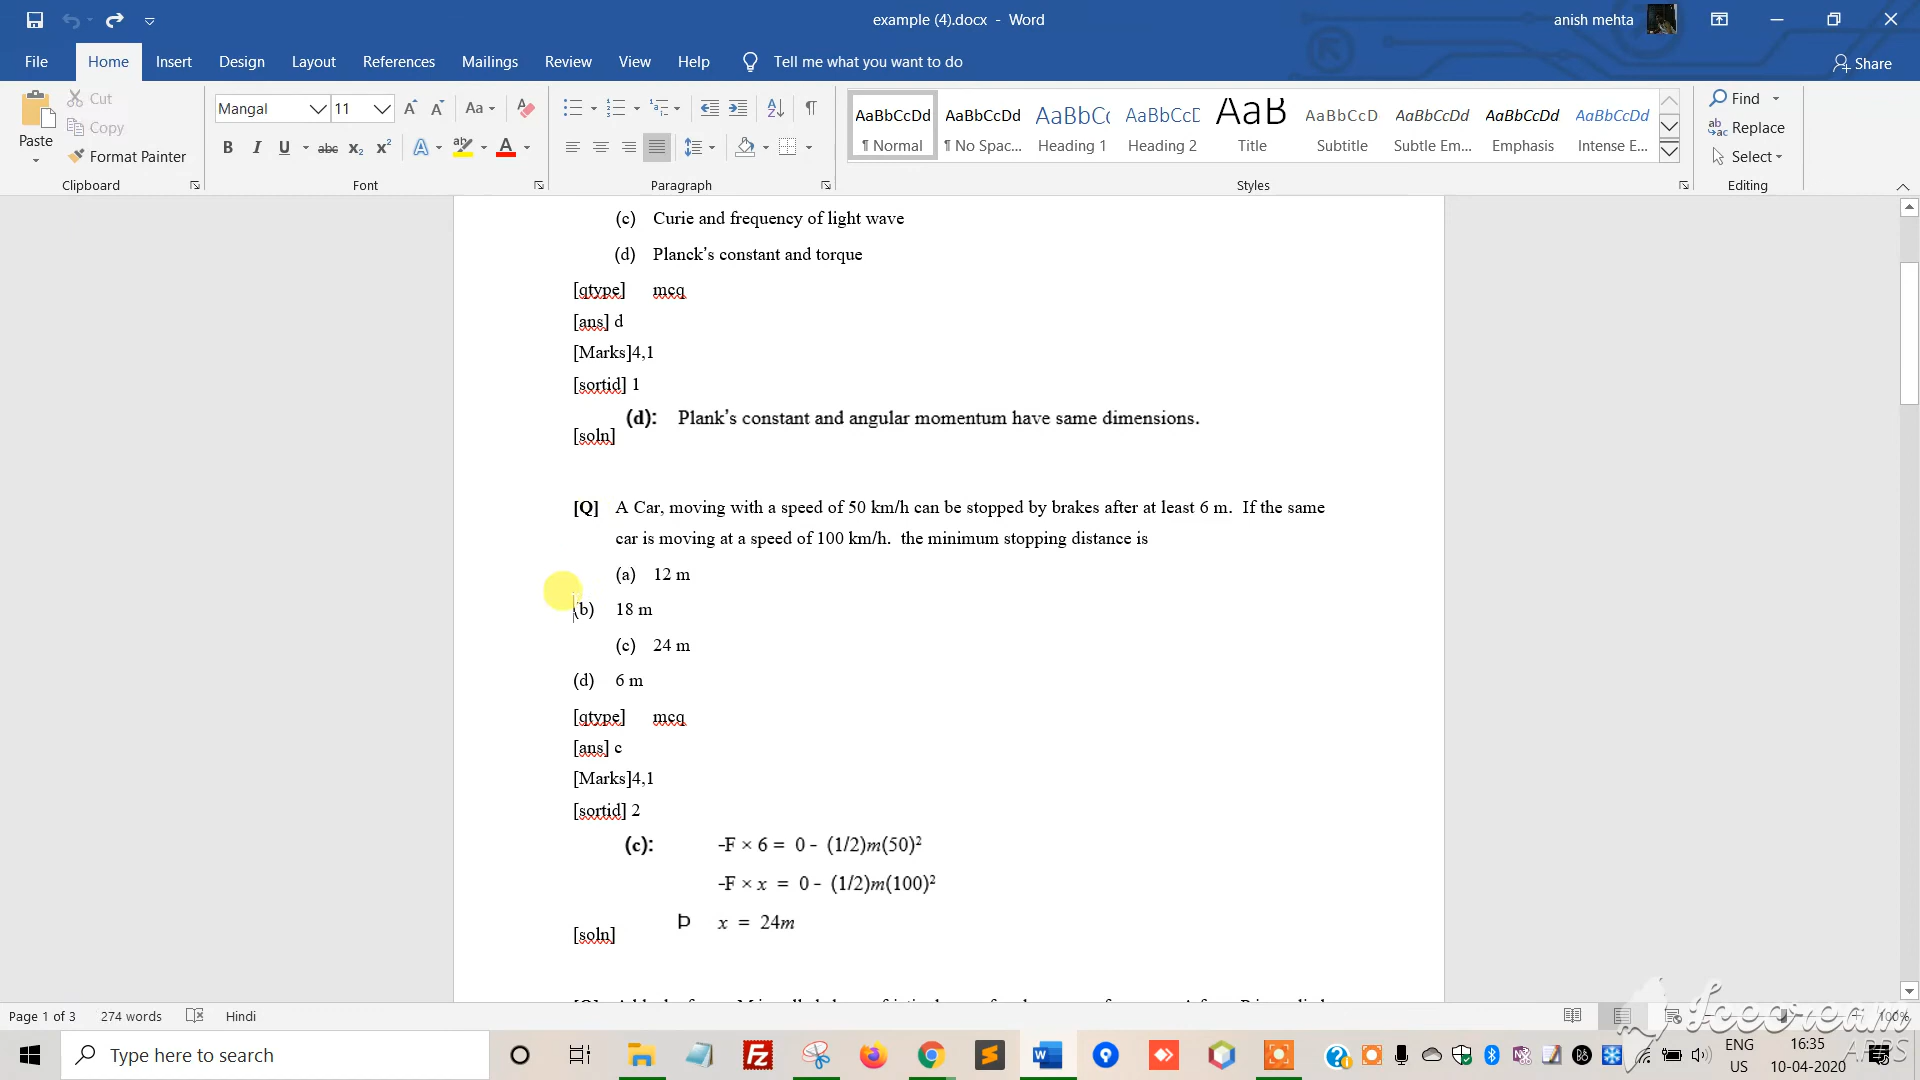 example (4).docx - Word
anish mehta
File Home Insert Design Layout References Mailings Review View Help Tell me what you want to do
Share
Cut
Copy
Format Painter
Paste
Clipboard
Mangal 11
Font
Paragraph
AaBbCcDd AaBbCcDd AaBbCc AaBbCcD AaB AaBbCcD AaBbCcDd AaBbCcDd AaBbCcDd
¶ Normal ¶ No Spac... Heading 1 Heading 2 Title Subtitle Subtle Em... Emphasis Intense E...
Styles
Find
Replace
Select
Editing
(c) Curie and frequency of light wave
(d) Planck’s constant and torque
[qtype] mcq
[ans] d
[Marks]4,1
[sortid] 1
(d): Plank’s constant and angular momentum have same dimensions.
[soln]
[Q] A Car, moving with a speed of 50 km/h can be stopped by brakes after at least 6 m. If the same
car is moving at a speed of 100 km/h. the minimum stopping distance is
(a) 12 m
(b) 18 m
(c) 24 m
(d) 6 m
[qtype] mcq
[ans] c
[Marks]4,1
[sortid] 2
(c): -F × 6 = 0 - (1/2)m(50)²
-F × x = 0 - (1/2)m(100)²
Þ x = 24m
[soln]
Page 1 of 3 274 words Hindi
100%
Icecream
APPS
Type here to search
ENG
US
16:35
10-04-2020